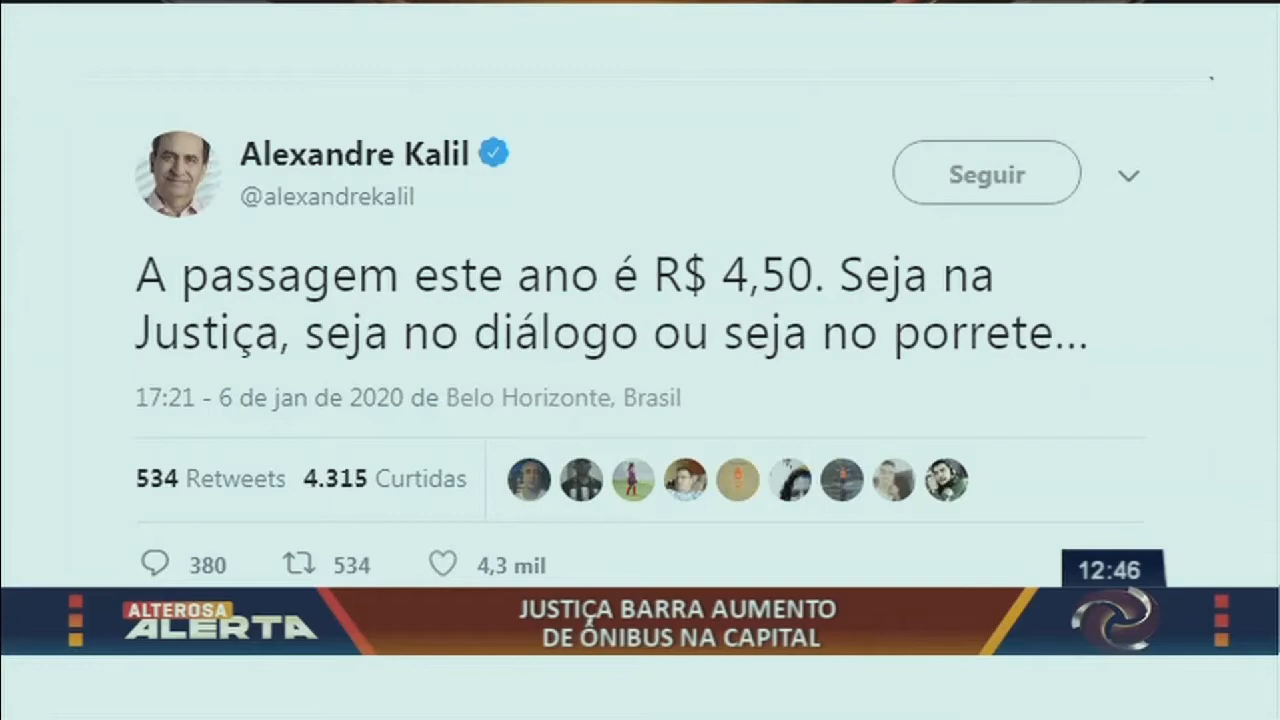 Alexandre Kalil
@alexandrekalil
Seguir
A passagem este ano é R$ 4,50. Seja na
Justiça, seja no diálogo ou seja no porrete...
17:21 - 6 de jan de 2020 de Belo Horizonte, Brasil
534 Retweets 4.315 Curtidas
380 534 4,3 mil
12:46
ALTEROSA
ALERTA
JUSTIÇA BARRA AUMENTO
DE ÔNIBUS NA CAPITAL